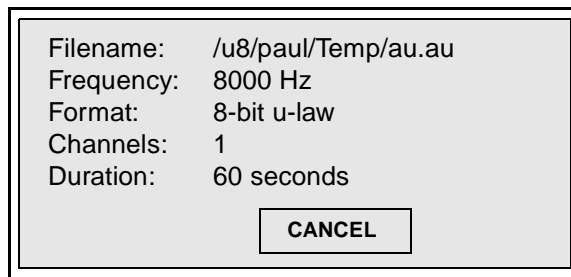 Filename: /u8/paul/Temp/au.au
Frequency: 8000 Hz
Format: 8-bit u-law
Channels: 1
Duration: 60 seconds
CANCEL